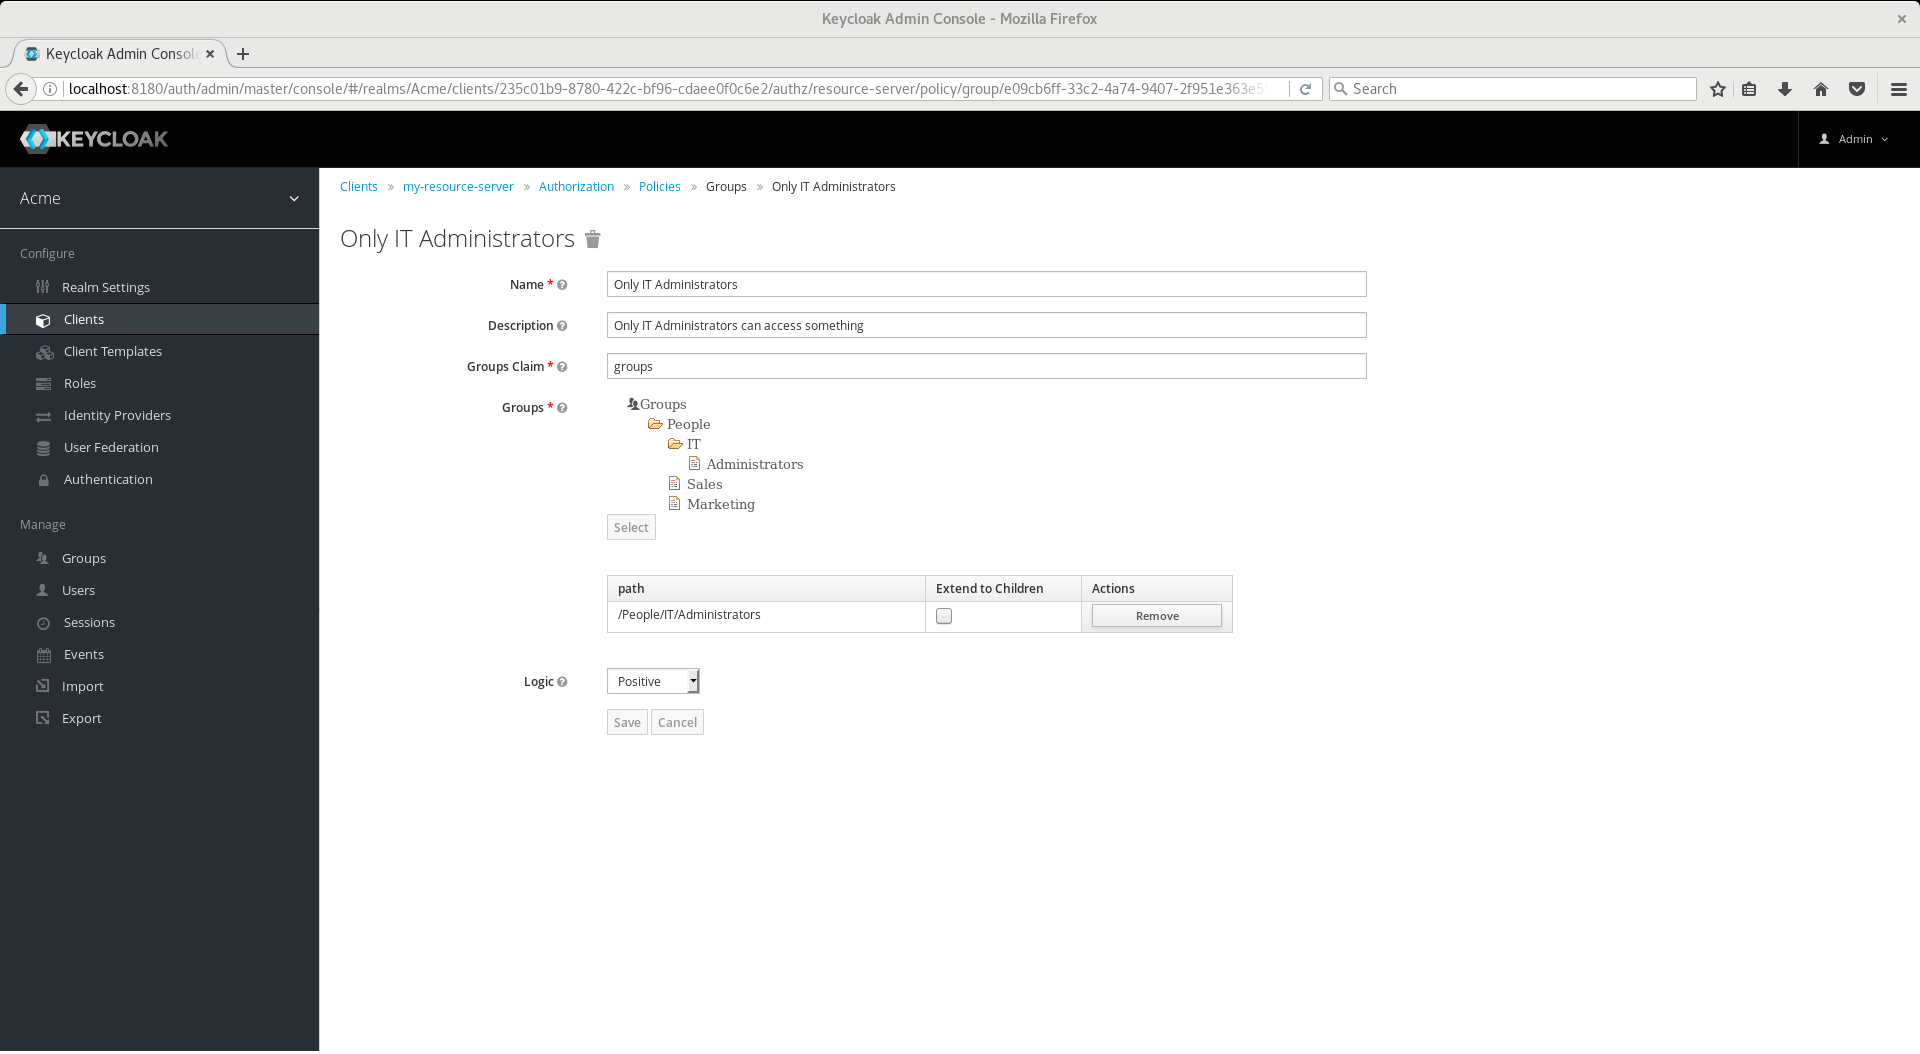 Keycloak Admin Console - Mozilla Firefox
Keycloak Admin Console
localhost:8180/auth/admin/master/console/#/realms/Acme/clients/235c01b9-8780-422c-bf96-cdaee0f0c6e2/authz/resource-server/policy/group/e09cb6ff-33c2-4a74-9407-2f951e363e5
Search
KEYCLOAK
Admin
Acme
Configure
Realm Settings
Clients
Client Templates
Roles
Identity Providers
User Federation
Authentication
Manage
Groups
Users
Sessions
Events
Import
Export
Clients » my-resource-server » Authorization » Policies » Groups » Only IT Administrators
Only IT Administrators
Name * Only IT Administrators
Description Only IT Administrators can access something
Groups Claim * groups
Groups *
Groups
People
IT
Administrators
Sales
Marketing
Select
path Extend to Children Actions
/People/IT/Administrators Remove
Logic Positive
Save Cancel